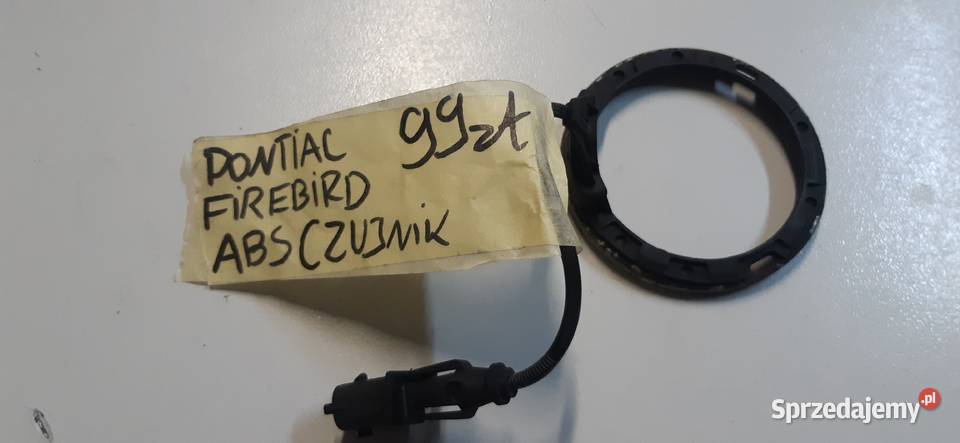 PONTIAC 99zł
FIREBIRD
ABS CZUJNIK
Sprzedajemy.pl